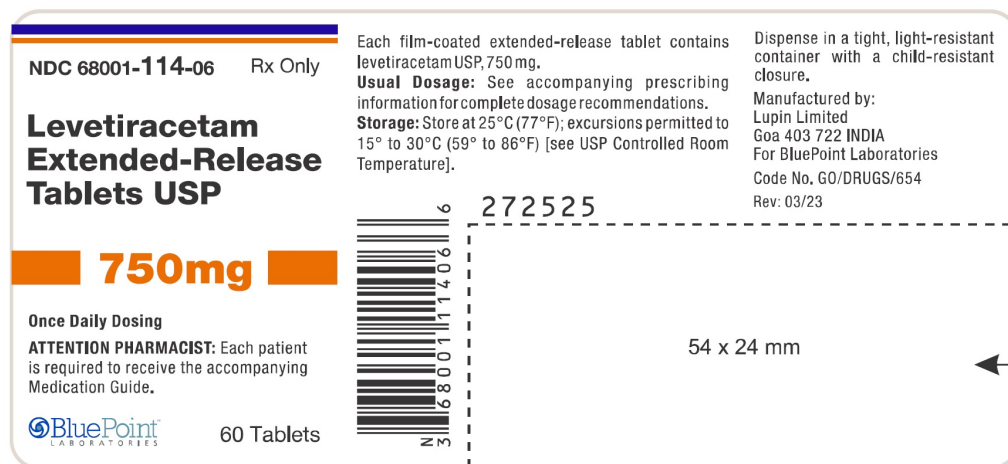 NDC 68001-114-06 Rx Only
Levetiracetam
Extended-Release
Tablets USP
750mg
Once Daily Dosing
ATTENTION PHARMACIST: Each patient
is required to receive the accompanying
Medication Guide.
BluePoint™
LABORATORIES
60 Tablets
Each film-coated extended-release tablet contains
levetiracetam USP, 750 mg.
Usual Dosage: See accompanying prescribing
information for complete dosage recommendations.
Storage: Store at 25°C (77°F); excursions permitted to
15° to 30°C (59° to 86°F) [see USP Controlled Room
Temperature].
N 3 68001 11406 6
272525
54 x 24 mm
Dispense in a tight, light-resistant
container with a child-resistant
closure.
Manufactured by:
Lupin Limited
Goa 403 722 INDIA
For BluePoint Laboratories
Code No. GO/DRUGS/654
Rev: 03/23